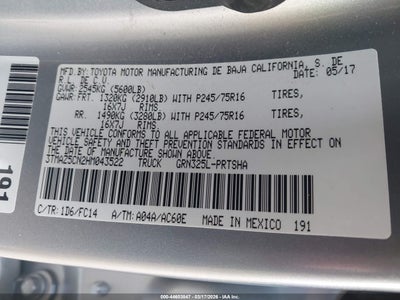 MFD.BY: TOYOTA MOTOR MANUFACTURING DE BAJA CALIFORNIA, S. DE
R.L. DE C.V. 05/17
GVWR 2545KG (5600LB)
GAWR: FRT. 1320KG (2910LB) WITH P245/75R16 TIRES,
16X7J RIMS
RR. 1490KG (3280LB) WITH P245/75R16 TIRES,
16X7J RIMS
THIS VEHICLE CONFORMS TO ALL APPLICABLE FEDERAL MOTOR
VEHICLE SAFETY AND THEFT PREVENTION STANDARDS IN EFFECT ON
THE DATE OF MANUFACTURE SHOWN ABOVE.
3TMAZ5CN2HM043522 TRUCK GRN325L-PRTSHA
C/TR: 1D6/FC14 A/TM: A04A/AC60E MADE IN MEXICO 191
191
000-44603047 - 03/17/2026 - IAA